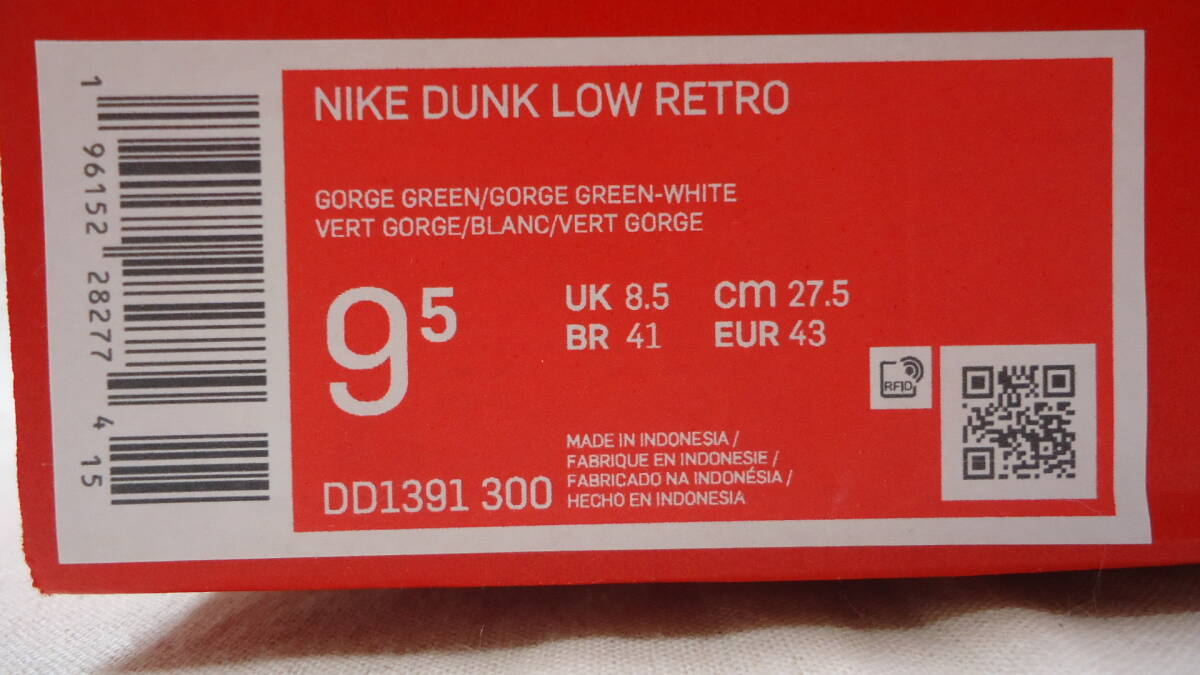 1 96152 28277 4 15
NIKE DUNK LOW RETRO
GORGE GREEN/GORGE GREEN-WHITE
VERT GORGE/BLANC/VERT GORGE
9⁵
UK 8.5 cm 27.5
BR 41 EUR 43
RFID
MADE IN INDONESIA /
FABRIQUE EN INDONESIE /
FABRICADO NA INDONÉSIA /
HECHO EN INDONESIA
DD1391 300